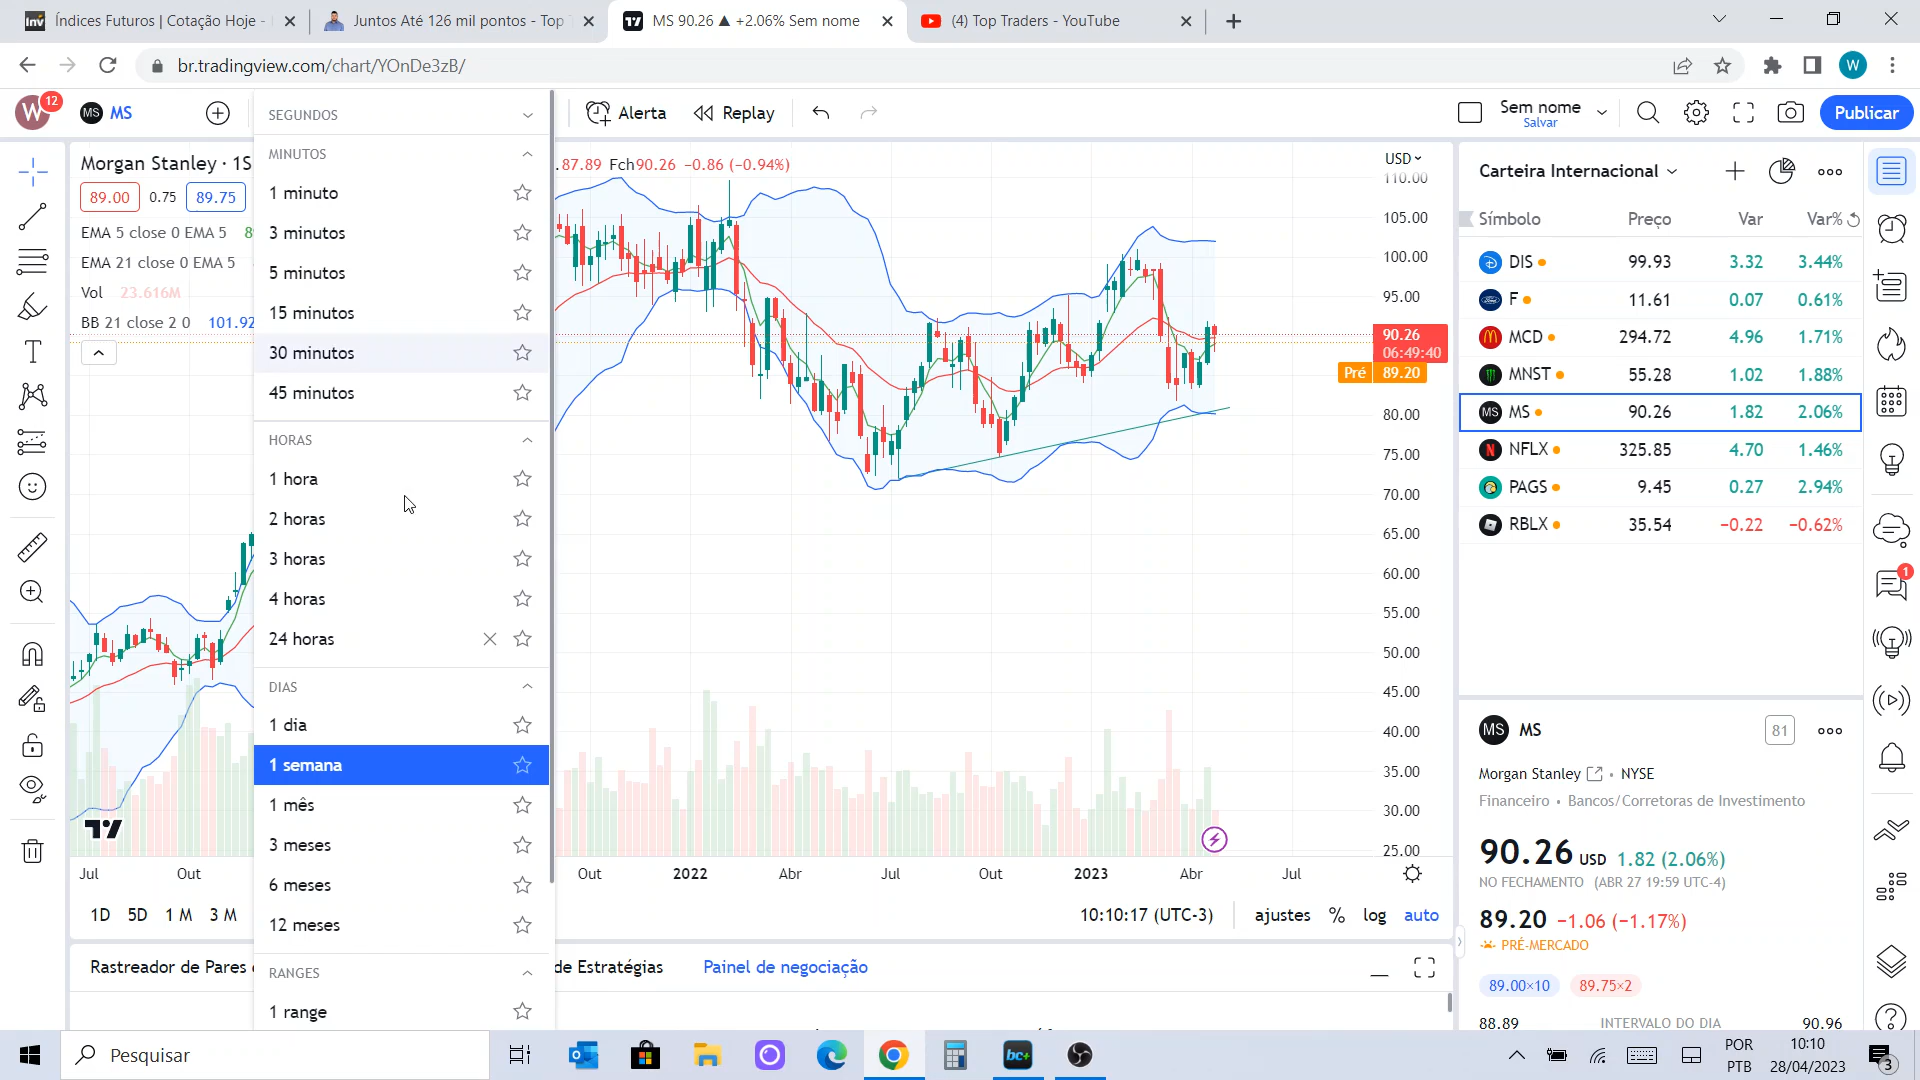 Índices Futuros | Cotação Hoje -
Juntos Até 126 mil pontos - Top
MS 90.26 ▲ +2.06% Sem nome
(4) Top Traders - YouTube
br.tradingview.com/chart/YOnDe3zB/
W
W
12
MS
MS
Alerta
Replay
Sem nome
Salvar
Publicar
SEGUNDOS
MINUTOS
1 minuto
3 minutos
5 minutos
15 minutos
30 minutos
45 minutos
HORAS
1 hora
2 horas
3 horas
4 horas
24 horas
DIAS
1 dia
1 semana
1 mês
3 meses
6 meses
12 meses
RANGES
1 range
Morgan Stanley · 1S
.87.89 Fch90.26 −0.86 (−0.94%)
89.00 0.75 89.75
EMA 5 close 0 EMA 5
EMA 21 close 0 EMA 5
Vol 23.616M
BB 21 close 2 0 101.92
USD
110.00
105.00
100.00
95.00
90.26
06:49:40
Pré 89.20
80.00
75.00
70.00
65.00
60.00
55.00
50.00
45.00
40.00
35.00
30.00
25.00
Jul Out Out 2022 Abr Jul Out 2023 Abr Jul
1D 5D 1 M 3 M
10:10:17 (UTC-3) ajustes % log auto
Rastreador de Pares
de Estratégias
Painel de negociação
Carteira Internacional
Símbolo Preço Var Var%
DIS 99.93 3.32 3.44%
F 11.61 0.07 0.61%
MCD 294.72 4.96 1.71%
MNST 55.28 1.02 1.88%
MS MS 90.26 1.82 2.06%
NFLX 325.85 4.70 1.46%
PAGS 9.45 0.27 2.94%
RBLX 35.54 −0.22 −0.62%
1
MS MS 81
Morgan Stanley • NYSE
Financeiro • Bancos/Corretoras de Investimento
90.26 USD 1.82 (2.06%)
NO FECHAMENTO (ABR 27 19:59 UTC-4)
89.20 −1.06 (−1.17%)
PRÉ-MERCADO
89.00×10 89.75×2
88.89 INTERVALO DO DIA 90.96
Pesquisar
bc+
POR
PTB
10:10
28/04/2023
3